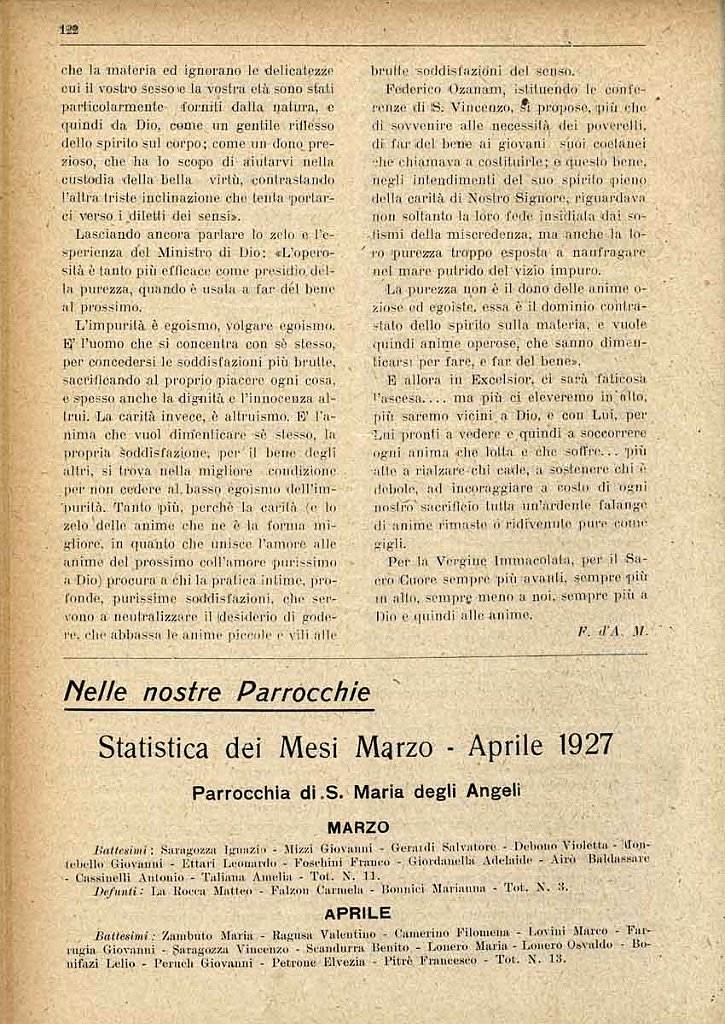 122
che la materia ed ignorano le delicatezze
cui il vostro sesso e la vostra età sono stati
particolarmente forniti dalla natura, e
quindi da Dio, come un gentile riflesso
dello spirito sul corpo; come un dono pre-
zioso, che ha lo scopo di aiutarvi nella
custodia della bella virtù, contrastando
l'altra triste inclinazione che tenta portar-
ci verso i diletti dei sensi».
Lasciando ancora parlare lo zelo e l'e-
sperienza del Ministro di Dio: «L'opero-
sità è tanto più efficace come presidio del-
la purezza, quando è usata a far del bene
al prossimo.
L'impurità è egoismo, volgare egoismo.
E' l'uomo che si concentra con sè stesso,
per concedersi le soddisfazioni più brutte,
sacrificando al proprio piacere ogni cosa,
e spesso anche la dignità e l'innocenza al-
trui. La carità invece, è altruismo. E' l'a-
nima che vuol dimenticare sè stesso, la
propria soddisfazione, per il bene degli
altri, si trova nella migliore condizione
per non cedere al basso egoismo dell'im-
purità. Tanto più, perchè la carità (e lo
zelo delle anime che ne è la forma mi-
gliore, in quanto che unisce l'amore alle
anime del prossimo coll'amore purissimo
a Dio) procura a chi la pratica intime, pro-
fonde, purissime soddisfazioni, che ser-
vono a neutralizzare il desiderio di gode-
re, che abbassa le anime piccole e vili alle
brutte soddisfazioni del senso.
Federico Ozanam, istituendo le confe-
renze di S. Vincenzo, si propose, più che
di sovvenire alle necessità dei poverelli,
di far del bene ai giovani suoi coetanei
che chiamava a costituirle; e questo bene,
negli intendimenti del suo spirito pieno
della carità di Nostro Signore, riguardava
non soltanto la loro fede insidiata dai so-
fismi della miscredenza, ma anche la lo-
ro purezza troppo esposta a naufragare
nel mare putrido del vizio impuro.
La purezza non è il dono delle anime o-
ziose ed egoiste, essa è il dominio contra-
stato dello spirito sulla materia, e vuole
quindi anime operose, che sanno dimen-
ticarsi per fare, e far del bene».
E allora in Excelsior, ci sarà faticosa
l'ascesa.... ma più ci eleveremo in alto,
più saremo vicini a Dio, e con Lui, per
Lui pronti a vedere e quindi a soccorrere
ogni anima che lotta e che soffre... più
atte a rialzare chi cade, a sostenere chi è
debole, ad incoraggiare a costo di ogni
nostro sacrificio tutta un'ardente falange
di anime rimaste o ridivenute pure come
gigli.
Per la Vergine Immacolata, per il Sa-
cro Cuore sempre più avanti, sempre più
in alto, sempre meno a noi, sempre più a
Dio e quindi alle anime.
F. d'A. M.
Nelle nostre Parrocchie
Statistica dei Mesi Marzo - Aprile 1927
Parrocchia di S. Maria degli Angeli
MARZO
Battesimi: Saragozza Ignazio - Mizzi Giovanni - Gerardi Salvatore - Debono Violetta - Mon-
tebello Giovanni - Ettari Leonardo - Foschini Franco - Giordanella Adelaide - Airò Baldassare
- Cassinelli Antonio - Taliana Amelia - Tot. N. 11.
Defunti: La Rocca Matteo - Falzon Carmela - Bonnici Marianna - Tot. N. 3.
APRILE
Battesimi: Zambuto Maria - Ragusa Valentino - Camerino Filomena - Lovini Marco - Far-
rugia Giovanni - Saragozza Vincenzo - Scandurra Benito - Lonero Maria - Lonero Osvaldo - Bo-
nifazi Lelio - Peruch Giovanni - Petrone Elvezia - Pitrè Francesco - Tot. N. 13.